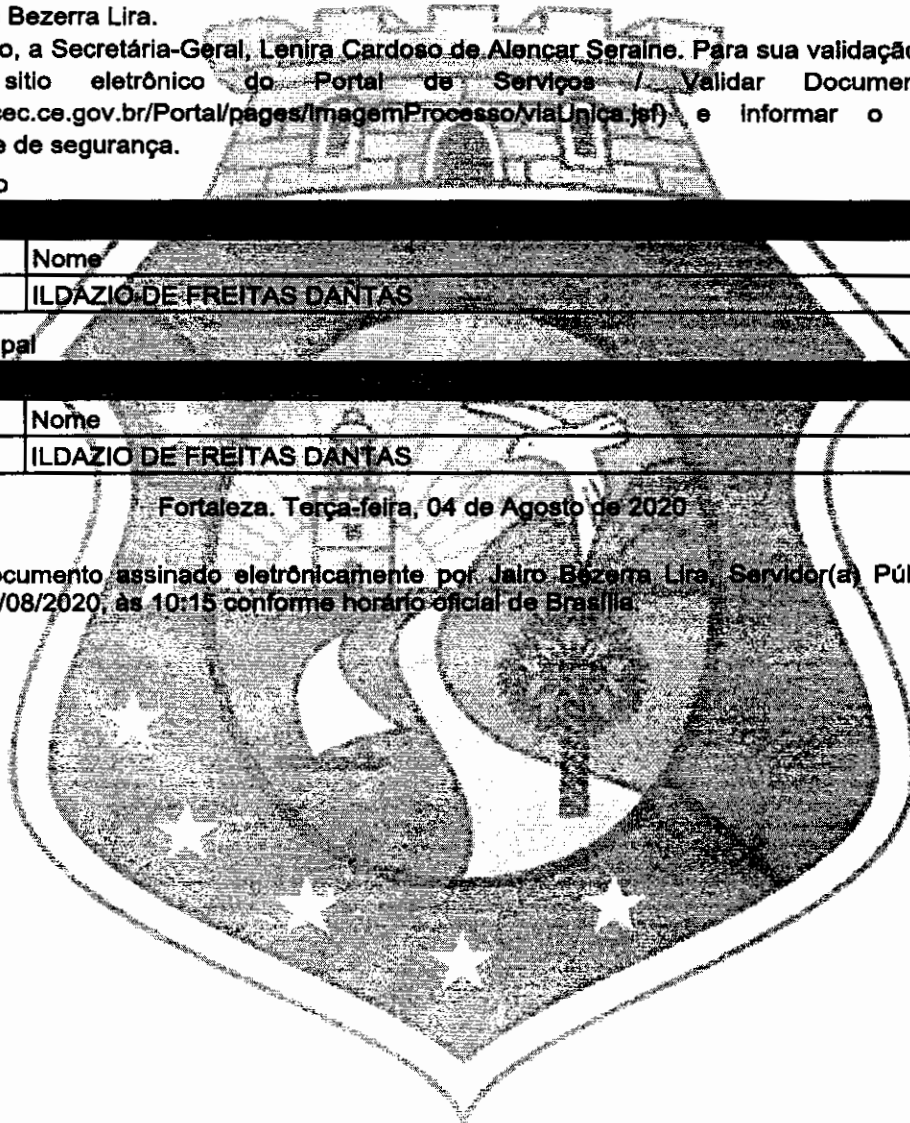 Bezerra Lira.
o, a Secretária-Geral, Lenira Cardoso de Alencar Seraine. Para sua validação
sitio eletrônico do Portal de Serviços / Validar Documen
ec.ce.gov.br/Portal/pages/imagemProcesso/viaUnica.jsf) e informar o
e de segurança.
o
Nome
ILDAZIO DE FREITAS DANTAS
pal
Nome
ILDAZIO DE FREITAS DANTAS
Fortaleza. Terça-feira, 04 de Agosto de 2020
ocumento assinado eletrônicamente por Jairo Bezerra Lira, Servidor(a) Púb
/08/2020, às 10:15 conforme horário oficial de Brasília.